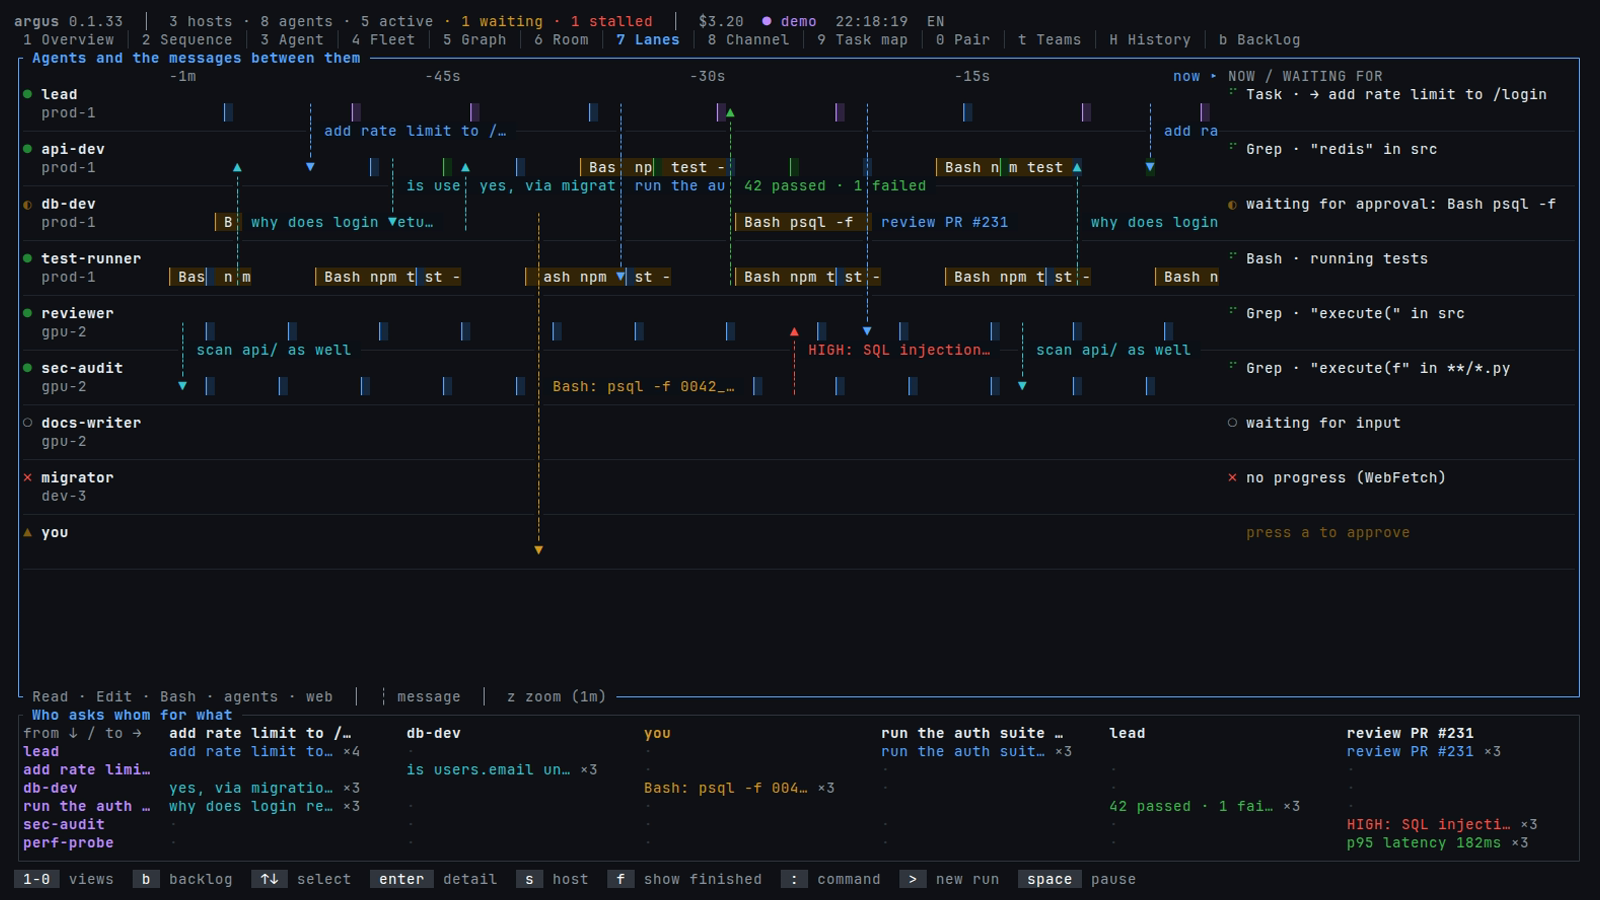 argus 0.1.33 │ 3 hosts · 8 agents · 5 active · 1 waiting · 1 stalled │ $3.20 ● demo 22:18:19 EN
1 Overview │ 2 Sequence │ 3 Agent │ 4 Fleet │ 5 Graph │ 6 Room │ 7 Lanes │ 8 Channel │ 9 Task map │ 0 Pair │ t Teams │ H History │ b Backlog
Agents and the messages between them
-1m -45s -30s -15s now ▸ NOW / WAITING FOR
● lead Task · → add rate limit to /login
prod-1
add rate limit to /… add ra
● api-dev Grep · "redis" in src
prod-1 Bas np test - Bash n m test
is use yes, via migrat run the au 42 passed · 1 failed
◐ db-dev ◐ waiting for approval: Bash psql -f
prod-1 B why does login etu… Bash psql -f review PR #231 why does login
● test-runner Bash · running tests
prod-1 Bas n m Bash npm t st - ash npm st - Bash npm t st - Bash npm t st - Bash n
● reviewer Grep · "execute(" in src
gpu-2
scan api/ as well HIGH: SQL injection… scan api/ as well
● sec-audit Grep · "execute(f" in **/*.py
gpu-2 Bash: psql -f 0042_…
○ docs-writer ○ waiting for input
gpu-2
✕ migrator ✕ no progress (WebFetch)
dev-3
▲ you press a to approve
Read · Edit · Bash · agents · web │ ┆ message │ z zoom (1m)
Who asks whom for what
from ↓ / to → add rate limit to /… db-dev you run the auth suite … lead review PR #231
lead add rate limit to… ×4 · · run the auth suit… ×3 review PR #231 ×3
add rate limi… is users.email un… ×3 · · · ·
db-dev yes, via migratio… ×3 Bash: psql -f 004… ×3 · · ·
run the auth … why does login re… ×3 · · 42 passed · 1 fai… ×3 ·
sec-audit · · · · · HIGH: SQL injecti… ×3
perf-probe · · · · · p95 latency 182ms ×3
1-0 views b backlog ↑↓ select enter detail s host f show finished : command > new run space pause